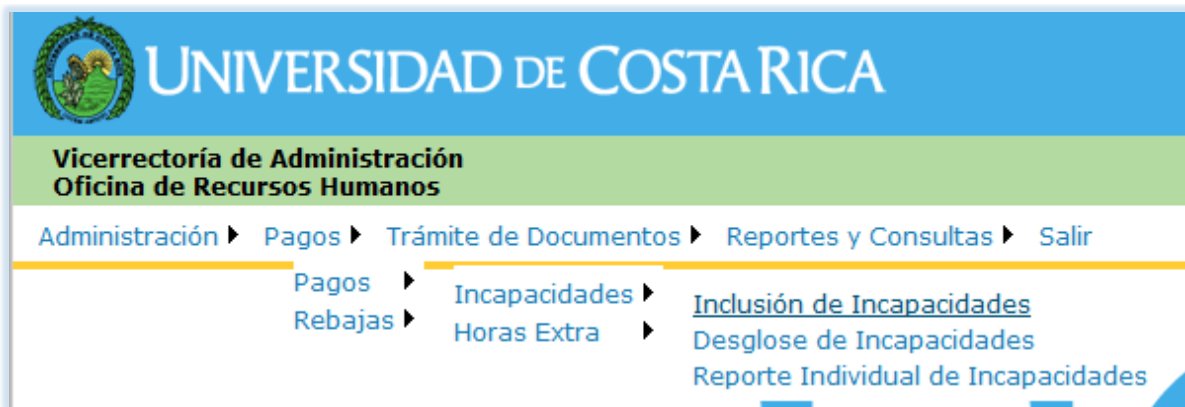 UNIVERSIDAD DE COSTA RICA
Vicerrectoría de Administración
Oficina de Recursos Humanos
Administración Pagos Trámite de Documentos Reportes y Consultas Salir
Pagos
Rebajas
Incapacidades
Horas Extra
Inclusión de Incapacidades
Desglose de Incapacidades
Reporte Individual de Incapacidades